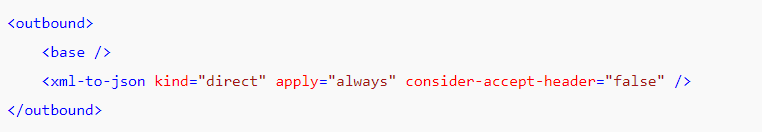 <outbound>
    <base />
    <xml-to-json kind="direct" apply="always" consider-accept-header="false" />
</outbound>